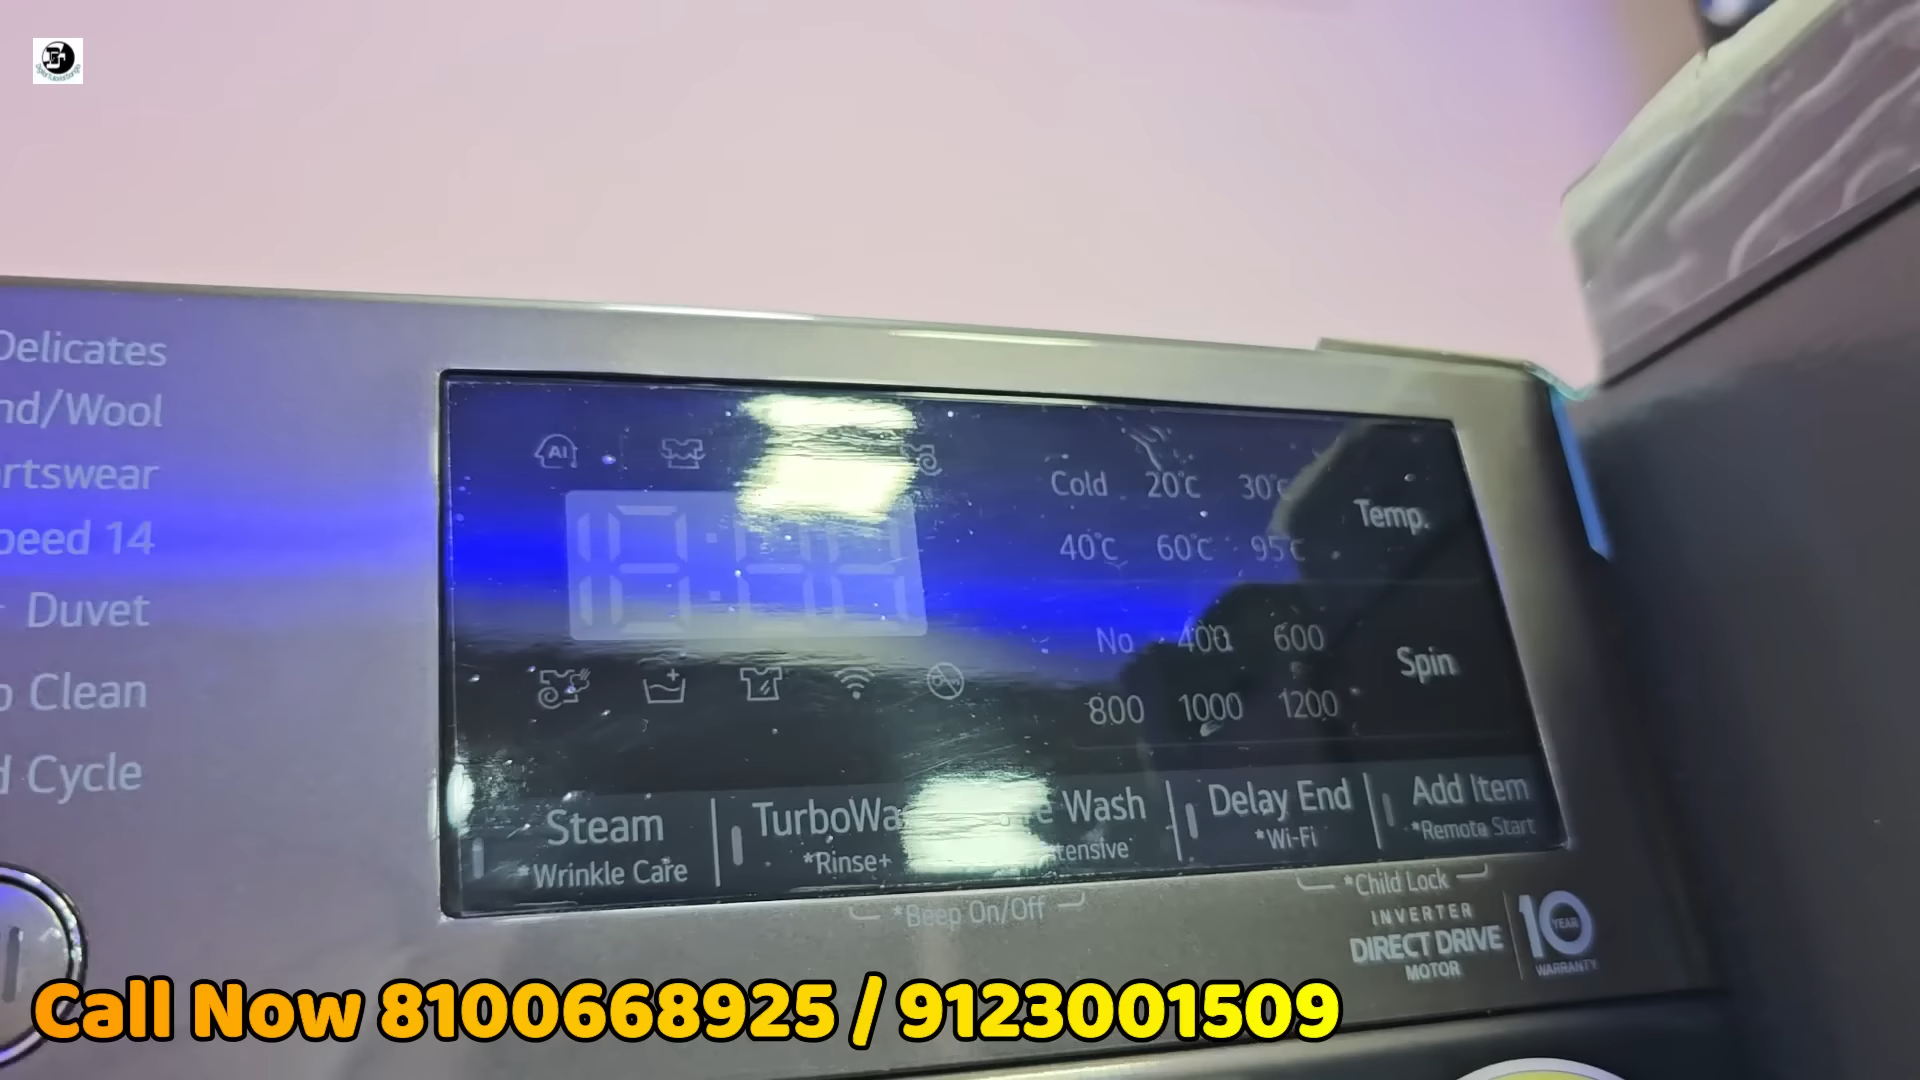 Delicates
nd/Wool
rtswear
peed 14
Duvet
Clean
Cycle
AI
Cold 20°C 30°C
40°C 60°C 95°C
Temp.
No 400 600
800 1000 1200
Spin
Steam
*Wrinkle Care
TurboWa
*Rinse+
e Wash
tensive
Delay End
*Wi-Fi
Add Item
*Remote Start
*Beep On/Off
*Child Lock
INVERTER
DIRECT DRIVE
MOTOR
10
YEAR
WARRANTY
Call Now 8100668925 / 9123001509